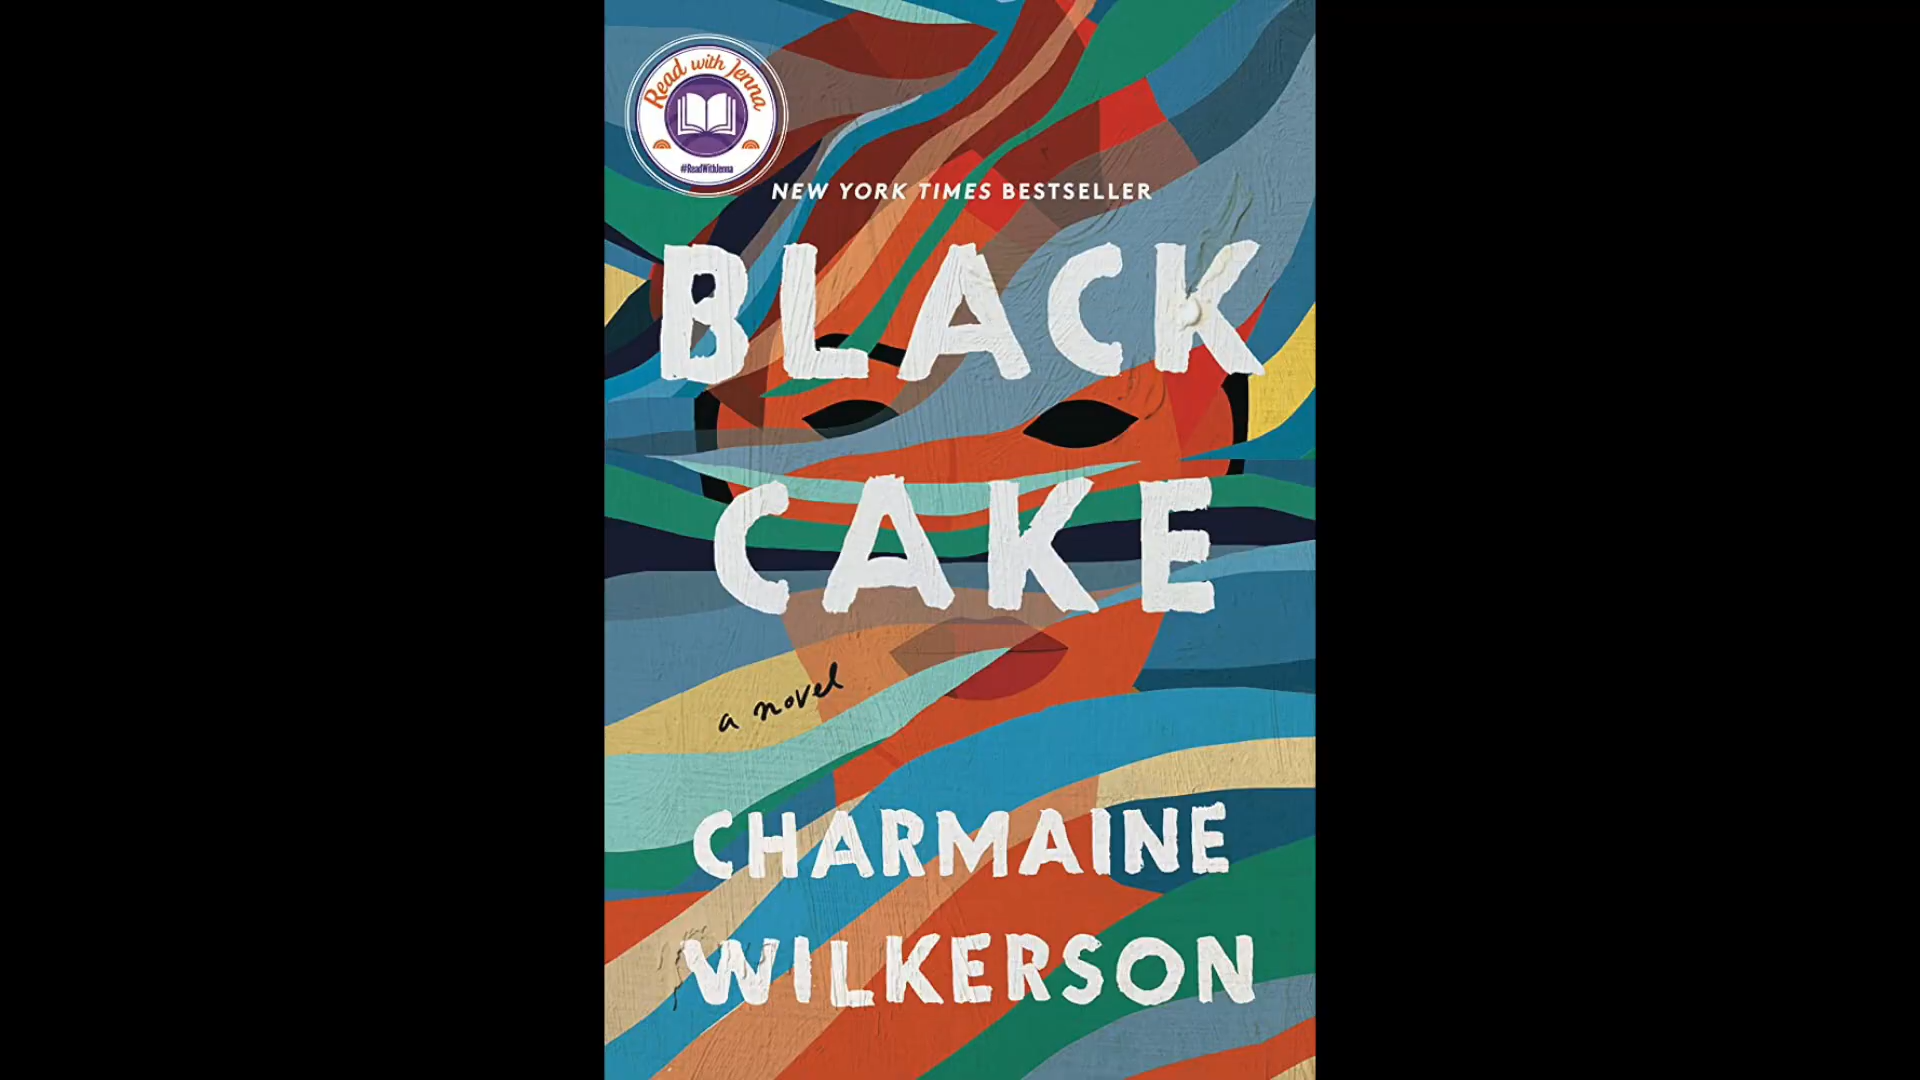 Read with Jenna
#ReadWithJenna
NEW YORK TIMES BESTSELLER
BLACK
CAKE
a novel
CHARMAINE
WILKERSON